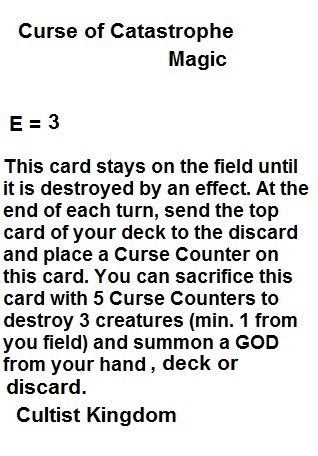 Curse of Catastrophe
Magic
E = 3
This card stays on the field until
it is destroyed by an effect. At the
end of each turn, send the top
card of your deck to the discard
and place a Curse Counter on
this card. You can sacrifice this
card with 5 Curse Counters to
destroy 3 creatures (min. 1 from
you field) and summon a GOD
from your hand , deck or
discard.
Cultist Kingdom